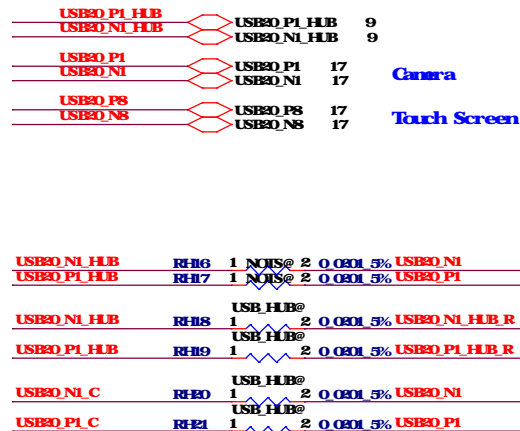 USB20_P1_HUB USB20_P1_HUB 9
USB20_N1_HUB USB20_N1_HUB 9
USB20_P1 USB20_P1 17
USB20_N1 USB20_N1 17 Camera
USB20_P8 USB20_P8 17
USB20_N8 USB20_N8 17 Touch Screen
USB20_N1_HUB RH16 1 NOTS@ 2 0_0201_5% USB20_N1
USB20_P1_HUB RH17 1 NOTS@ 2 0_0201_5% USB20_P1
USB_HUB@
USB20_N1_HUB RH18 1 2 0_0201_5% USB20_N1_HUB_R
USB_HUB@
USB20_P1_HUB RH19 1 2 0_0201_5% USB20_P1_HUB_R
USB_HUB@
USB20_N1_C RH20 1 2 0_0201_5% USB20_N1
USB_HUB@
USB20_P1_C RH21 1 2 0_0201_5% USB20_P1